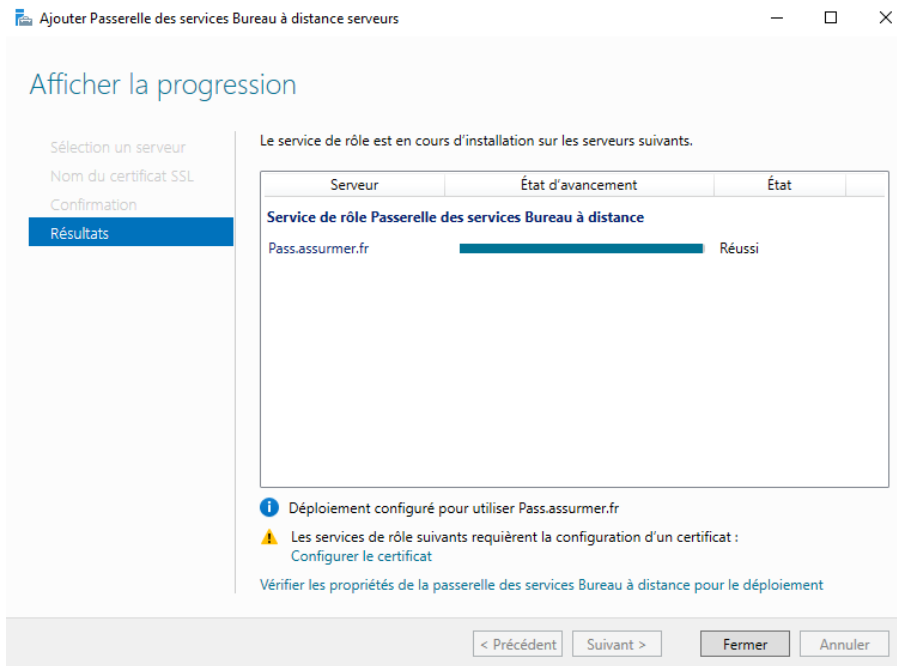 Ajouter Passerelle des services Bureau à distance serveurs
Afficher la progression
Sélection un serveur
Nom du certificat SSL
Confirmation
Résultats
Le service de rôle est en cours d'installation sur les serveurs suivants.
Serveur État d'avancement État
Service de rôle Passerelle des services Bureau à distance
Pass.assurmer.fr Réussi
Déploiement configuré pour utiliser Pass.assurmer.fr
Les services de rôle suivants requièrent la configuration d'un certificat :
Configurer le certificat
Vérifier les propriétés de la passerelle des services Bureau à distance pour le déploiement
< Précédent Suivant > Fermer Annuler